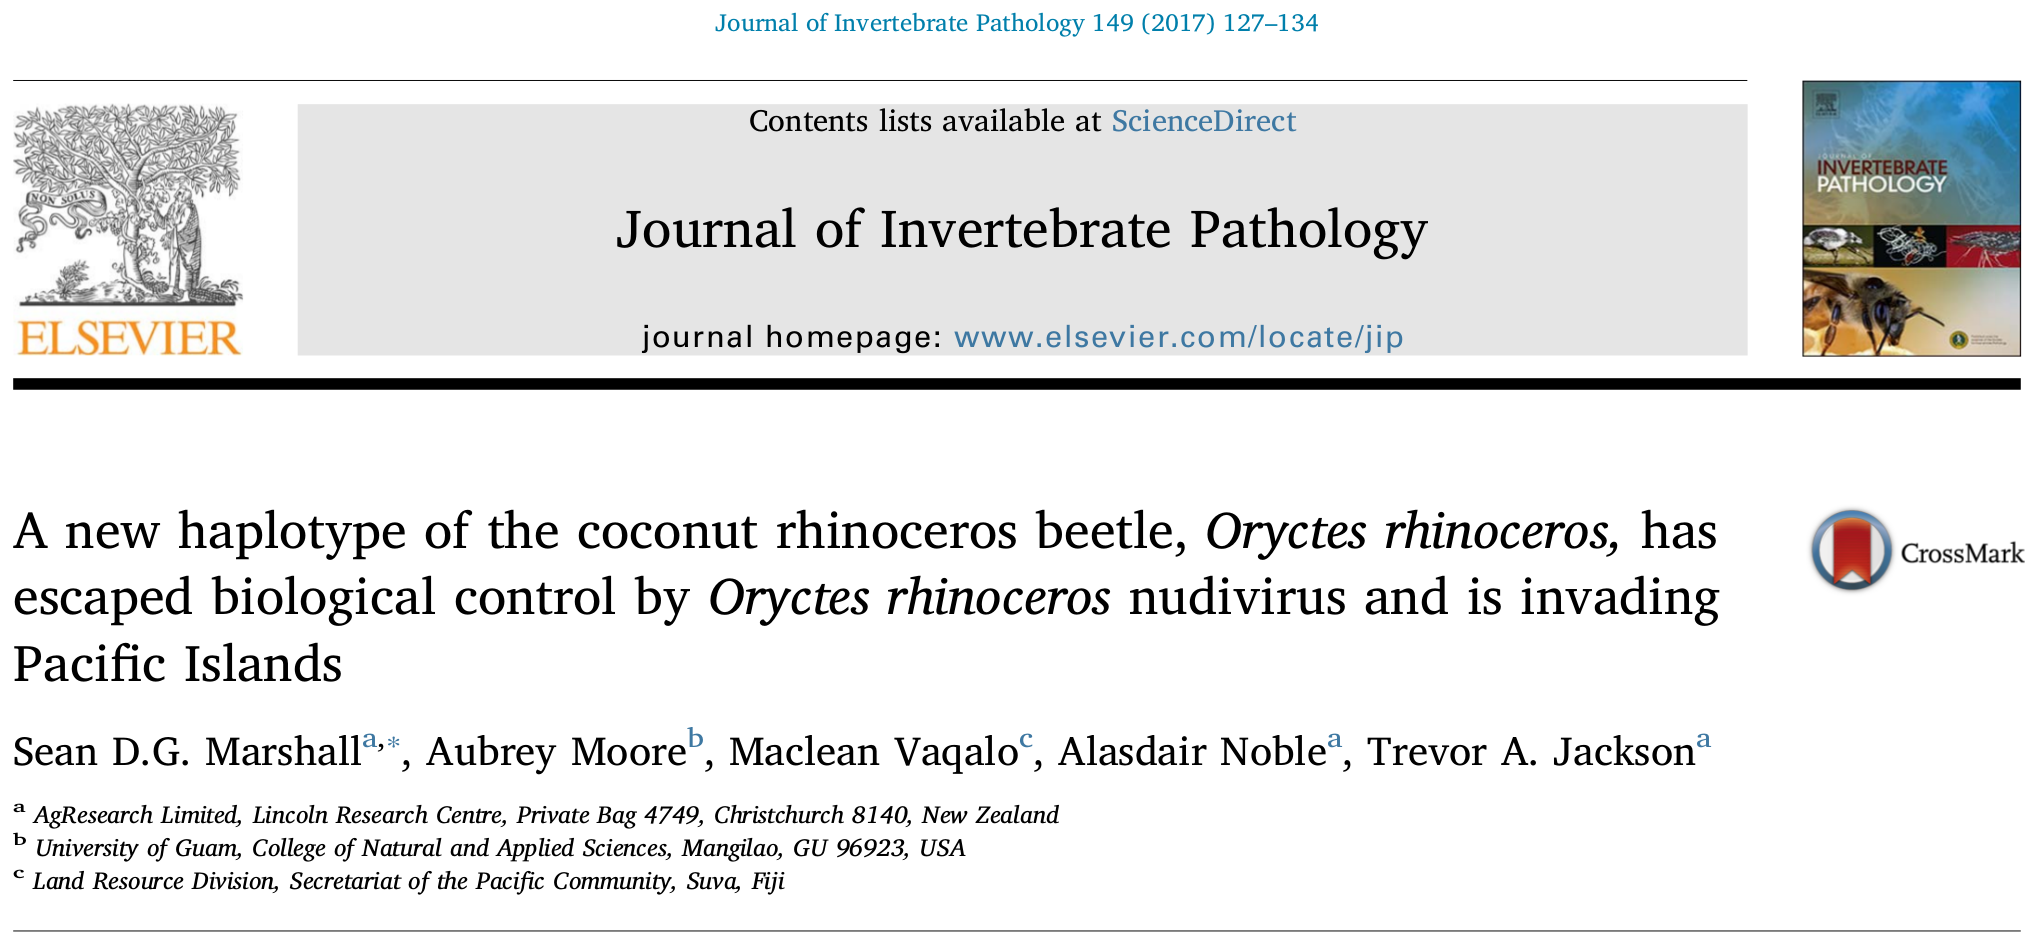 Journal of Invertebrate Pathology 149 (2017) 127–134
Contents lists available at ScienceDirect
Journal of Invertebrate Pathology
journal homepage: www.elsevier.com/locate/jip
NON SOLUS
ELSEVIER
JOURNAL OF
INVERTEBRATE
PATHOLOGY
A new haplotype of the coconut rhinoceros beetle, Oryctes rhinoceros, has
escaped biological control by Oryctes rhinoceros nudivirus and is invading
Pacific Islands
CrossMark
Sean D.G. Marshall a,*, Aubrey Moore b, Maclean Vaqalo c, Alasdair Noble a, Trevor A. Jackson a
a AgResearch Limited, Lincoln Research Centre, Private Bag 4749, Christchurch 8140, New Zealand
b University of Guam, College of Natural and Applied Sciences, Mangilao, GU 96923, USA
c Land Resource Division, Secretariat of the Pacific Community, Suva, Fiji